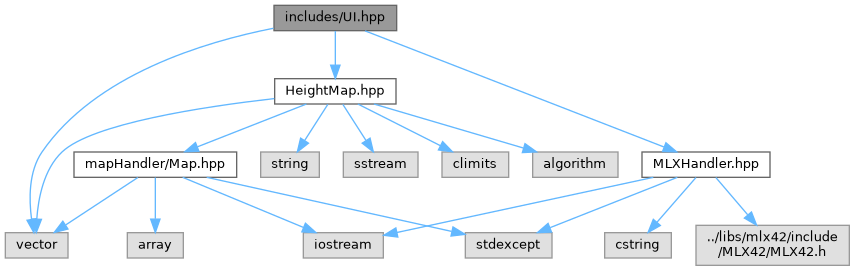 includes/UI.hpp
HeightMap.hpp
mapHandler/Map.hpp
string
sstream
climits
algorithm
MLXHandler.hpp
vector
array
iostream
stdexcept
cstring
../libs/mlx42/include
/MLX42/MLX42.h